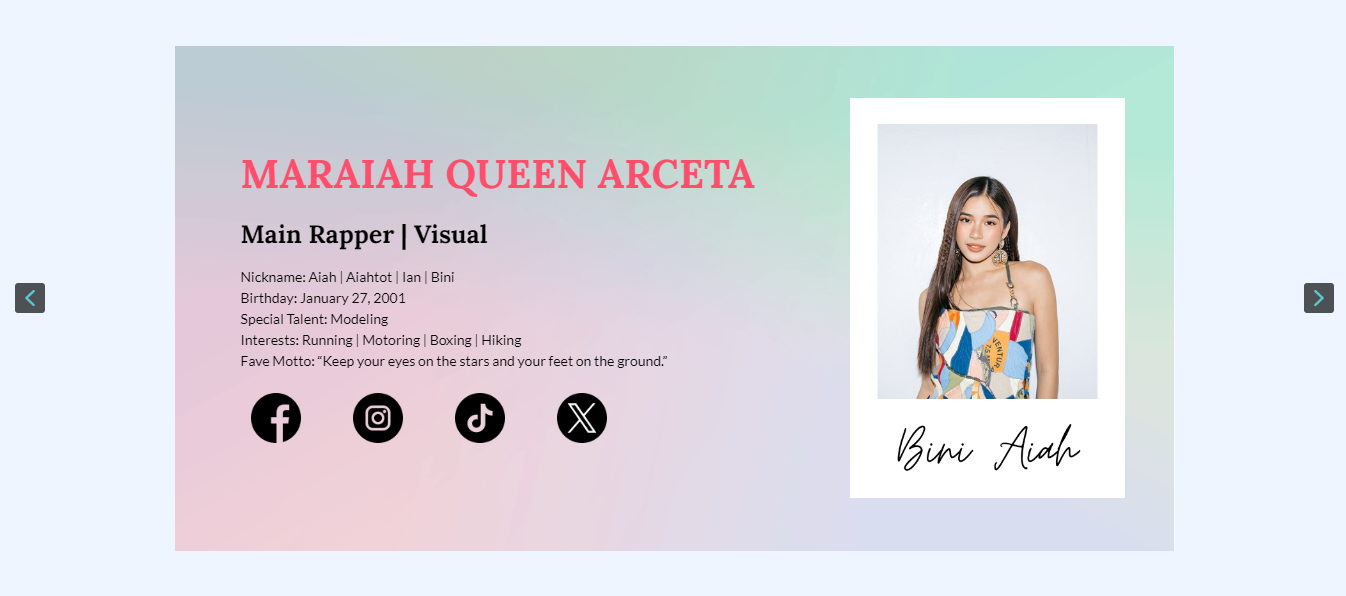 MARAIAH QUEEN ARCETA
Main Rapper | Visual
Nickname: Aiah | Aiahtot | Ian | Bini
Birthday: January 27, 2001
Special Talent: Modeling
Interests: Running | Motoring | Boxing | Hiking
Fave Motto: “Keep your eyes on the stars and your feet on the ground.”
Bini Aiah